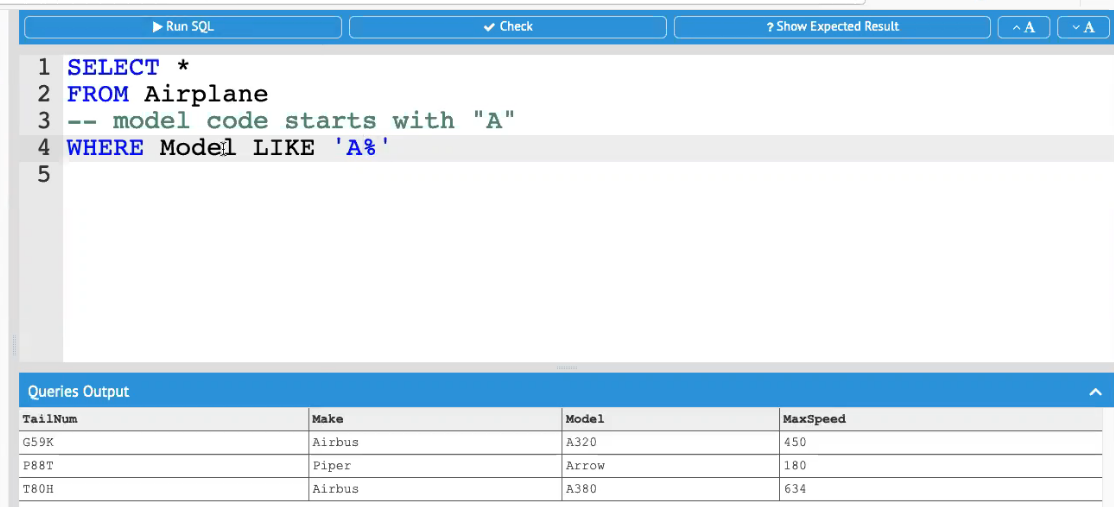 Run SQL Check ? Show Expected Result A A
1 SELECT *
2 FROM Airplane
3 -- model code starts with "A"
4 WHERE Model LIKE 'A%'
5
Queries Output
TailNum Make Model MaxSpeed
G59K Airbus A320 450
P88T Piper Arrow 180
T80H Airbus A380 634